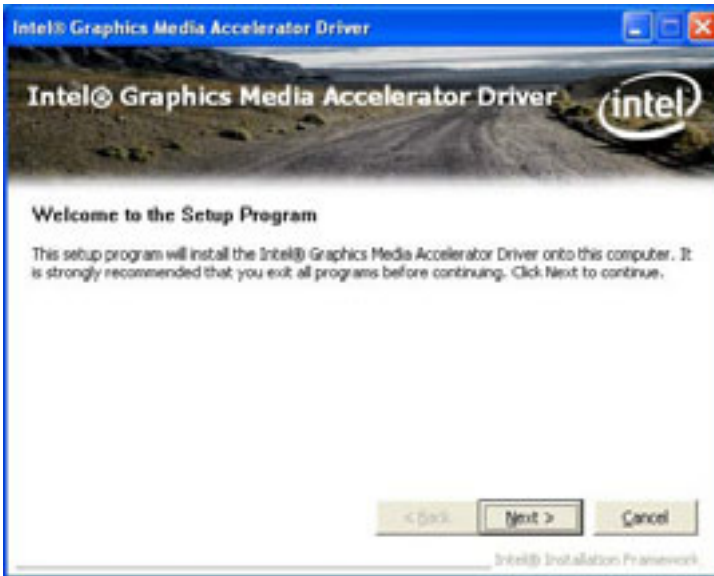 Intel® Graphics Media Accelerator Driver
Intel® Graphics Media Accelerator Driver
intel
Welcome to the Setup Program
This setup program will install the Intel® Graphics Media Accelerator Driver onto this computer. It
is strongly recommended that you exit all programs before continuing. Click Next to continue.
< Back
Next >
Cancel
Intel® Installation Framework